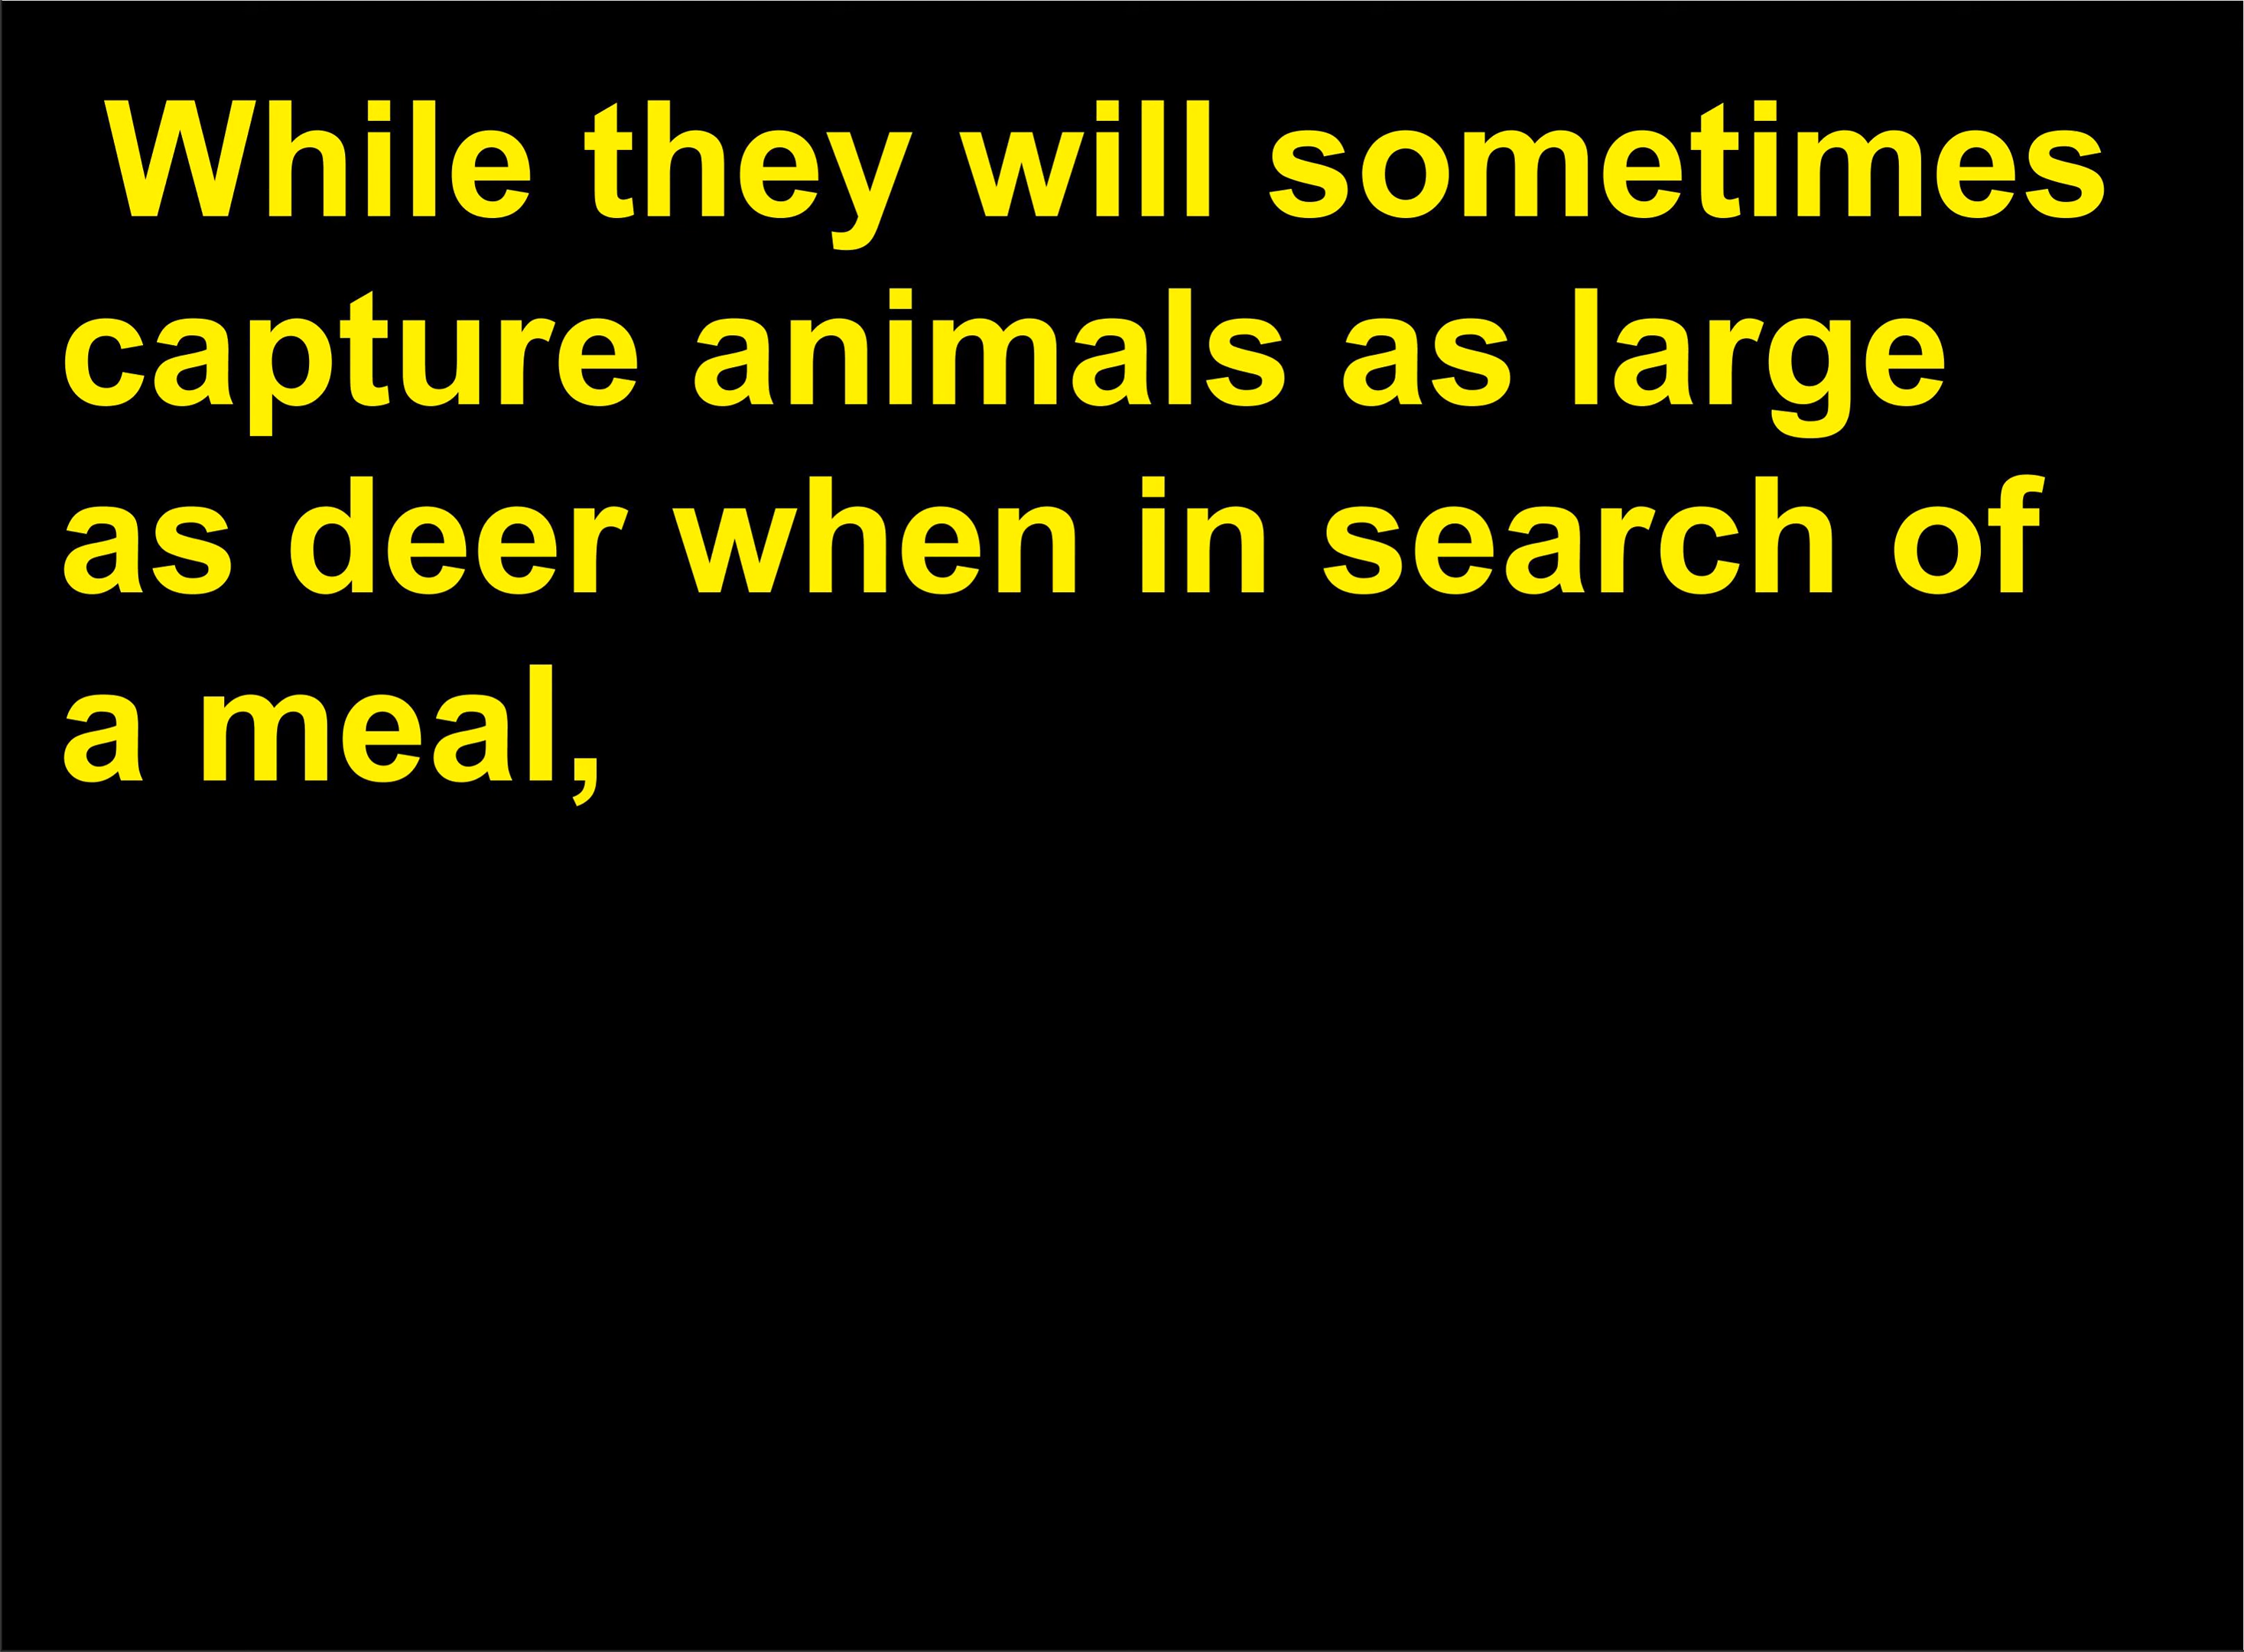 While they will sometimes
capture animals as large
as deer when in search of
a meal,